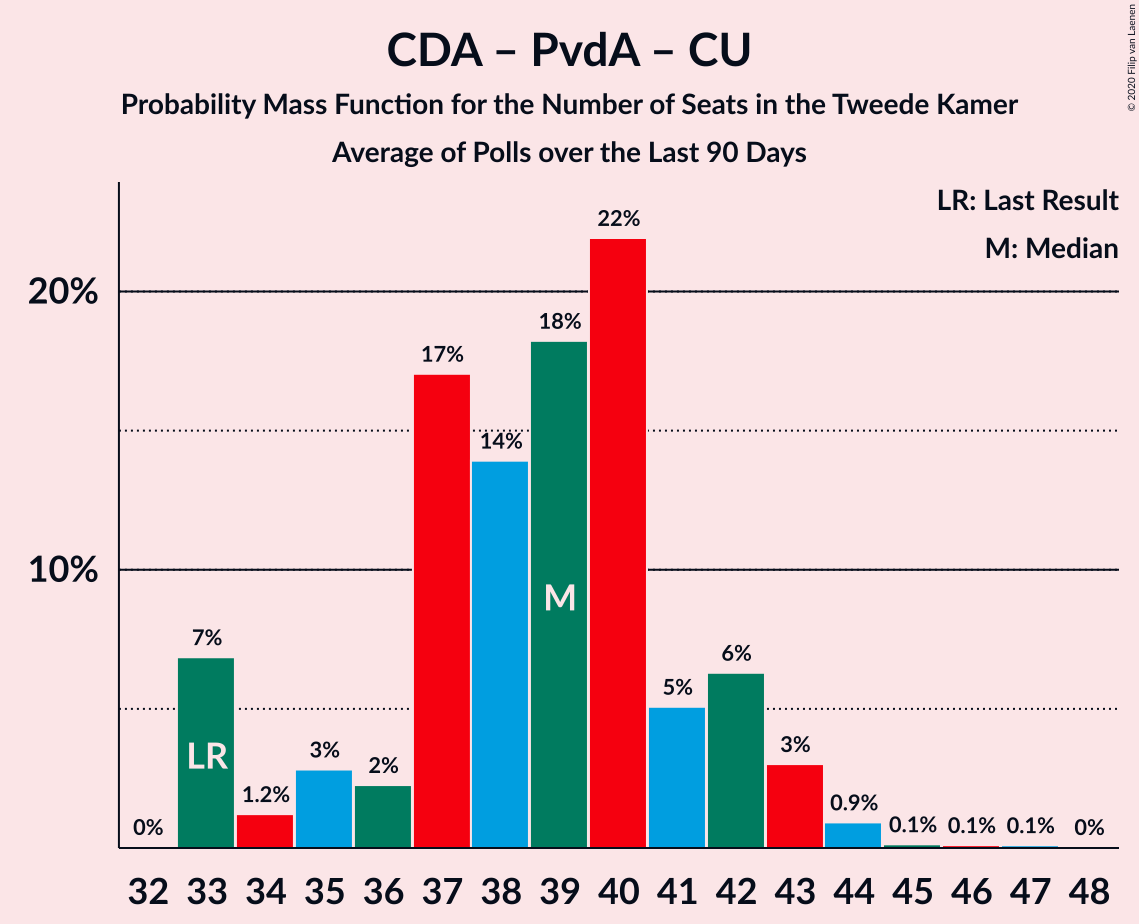 CDA – PvdA – CU
Probability Mass Function for the Number of Seats in the Tweede Kamer
Average of Polls over the Last 90 Days
© 2020 Filip van Laenen
LR: Last Result
M: Median
20%
10%
0%
7%
1.2%
3%
2%
17%
14%
18%
22%
5%
6%
3%
0.9%
0.1%
0.1%
0.1%
0%
LR
M
32 33 34 35 36 37 38 39 40 41 42 43 44 45 46 47 48